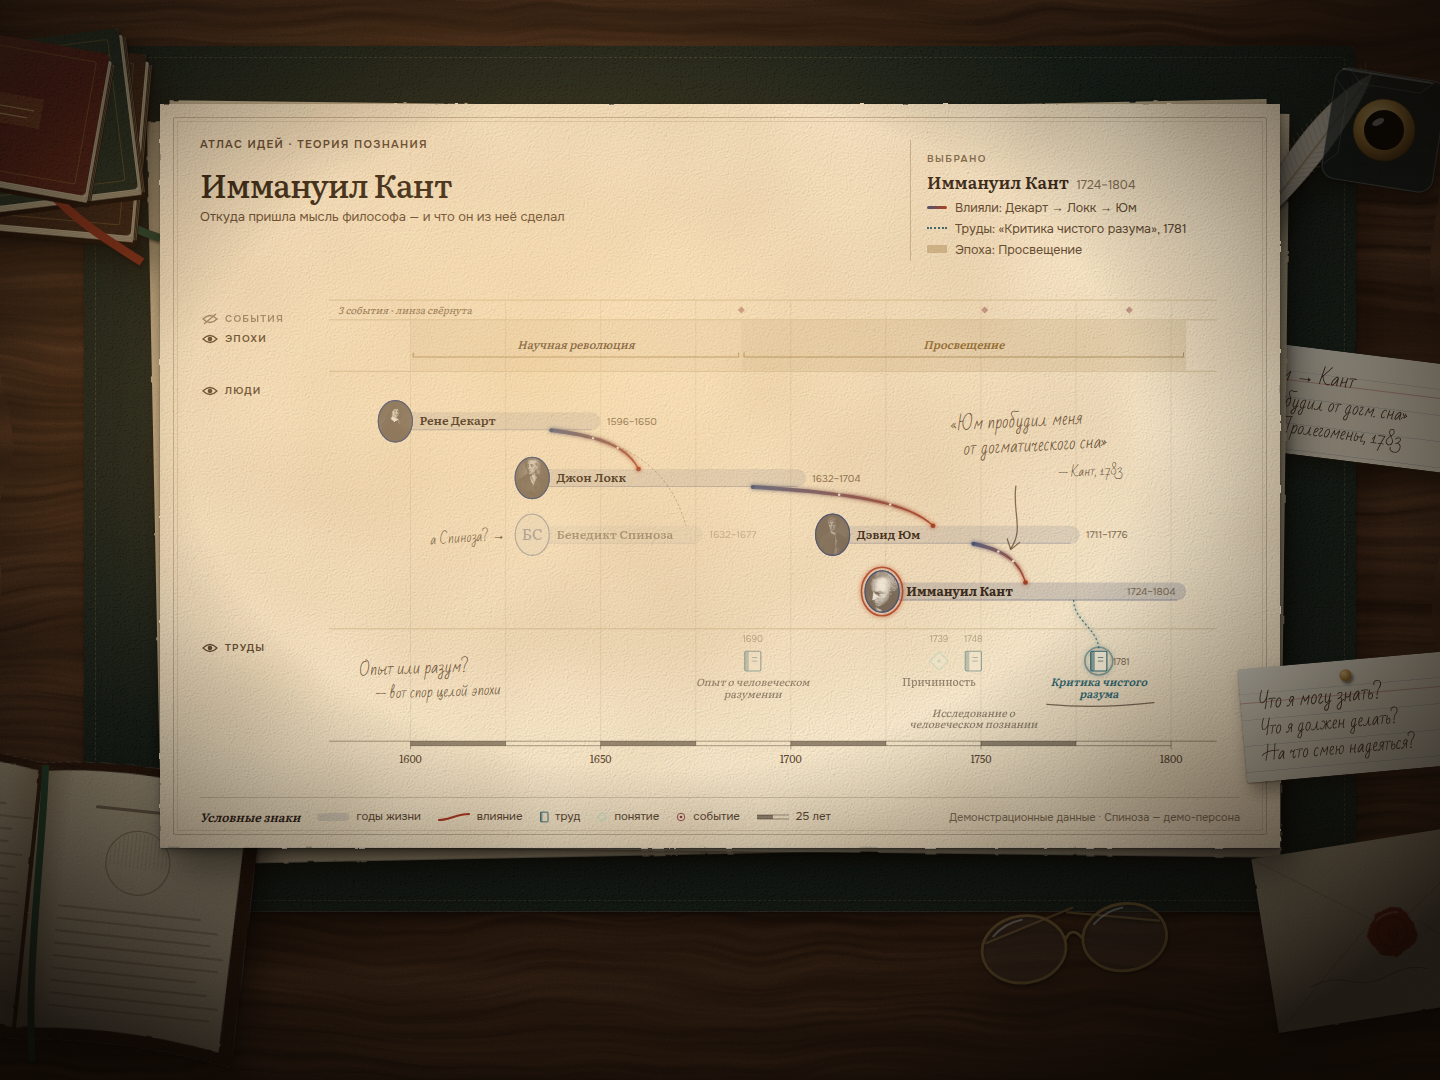 АТЛАС ИДЕЙ · ТЕОРИЯ ПОЗНАНИЯ
Иммануил Кант
Откуда пришла мысль философа — и что он из неё сделал
ВЫБРАНО
Иммануил Кант 1724–1804
Влияли: Декарт → Локк → Юм
Труды: «Критика чистого разума», 1781
Эпоха: Просвещение
СОБЫТИЯ
3 события · линза свёрнута
ЭПОХИ
Научная революция
Просвещение
ЛЮДИ
Рене Декарт
1596–1650
Джон Локк
1632–1704
а Спиноза? →
БС
Бенедикт Спиноза
1632–1677
Дэвид Юм
1711–1776
Иммануил Кант
1724–1804
«Юм пробудил меня
от догматического сна»
— Кант, 1783
→ Кант
будил от догм. сна»
Пролегомены, 1783
ТРУДЫ
Опыт или разум?
— вот спор целой эпохи
1690
Опыт о человеческом
разумении
1739
Причинность
1748
Исследование о
человеческом познании
1781
Критика чистого
разума
Что я могу знать?
Что я должен делать?
На что смею надеяться?
1600
1650
1700
1750
1800
Условные знаки
годы жизни
влияние
труд
понятие
событие
25 лет
Демонстрационные данные · Спиноза — демо-персона